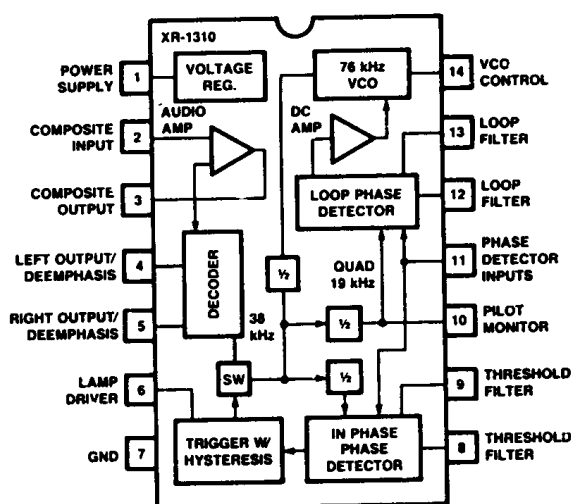 XR-1310
POWER
SUPPLY
1
VOLTAGE
REG.
76 kHz
VCO
14
VCO
CONTROL
AUDIO
AMP
DC
AMP
COMPOSITE
INPUT
2
13
LOOP
FILTER
COMPOSITE
OUTPUT
3
LOOP PHASE
DETECTOR
12
LOOP
FILTER
LEFT OUTPUT/
DEEMPHASIS
4
DECODER
½
QUAD
19 kHz
11
PHASE
DETECTOR
INPUTS
RIGHT OUTPUT/
DEEMPHASIS
5
38
kHz
½
10
PILOT
MONITOR
LAMP
DRIVER
6
SW
½
9
THRESHOLD
FILTER
GND
7
TRIGGER W/
HYSTERESIS
IN PHASE
PHASE
DETECTOR
8
THRESHOLD
FILTER